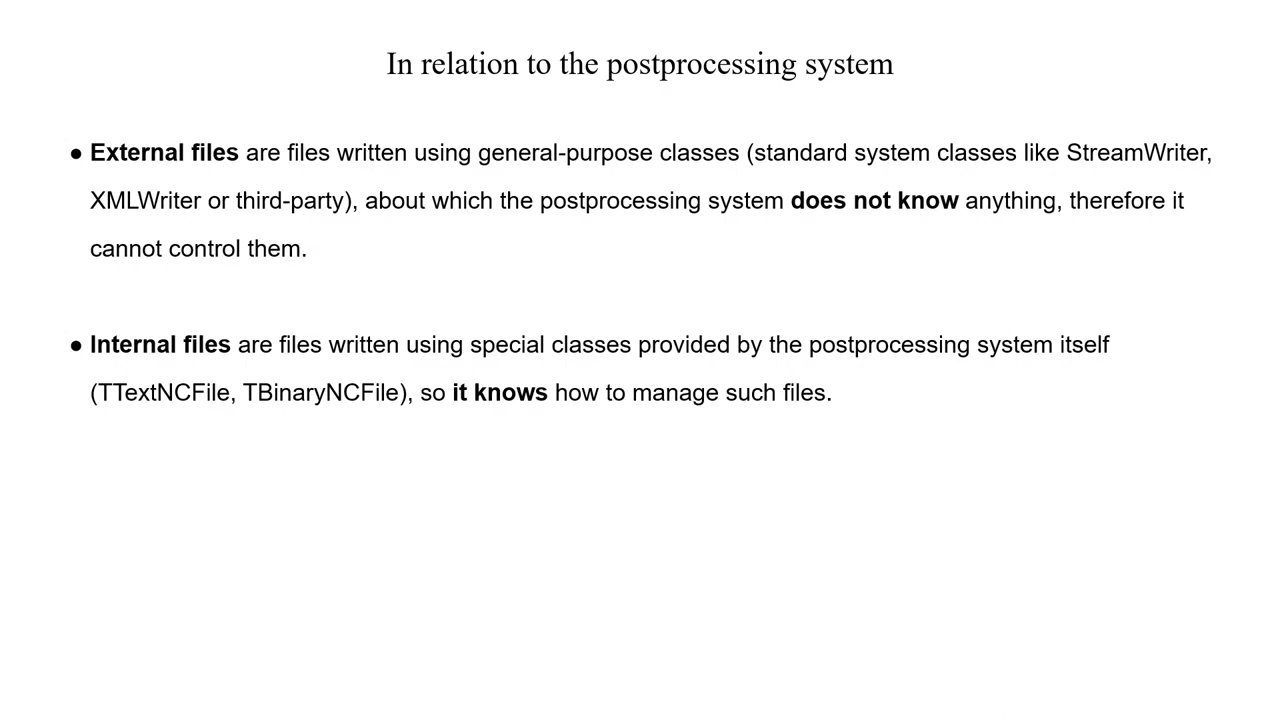 In relation to the postprocessing system
● External files are files written using general-purpose classes (standard system classes like StreamWriter,
XMLWriter or third-party), about which the postprocessing system does not know anything, therefore it
cannot control them.
● Internal files are files written using special classes provided by the postprocessing system itself
(TTextNCFile, TBinaryNCFile), so it knows how to manage such files.